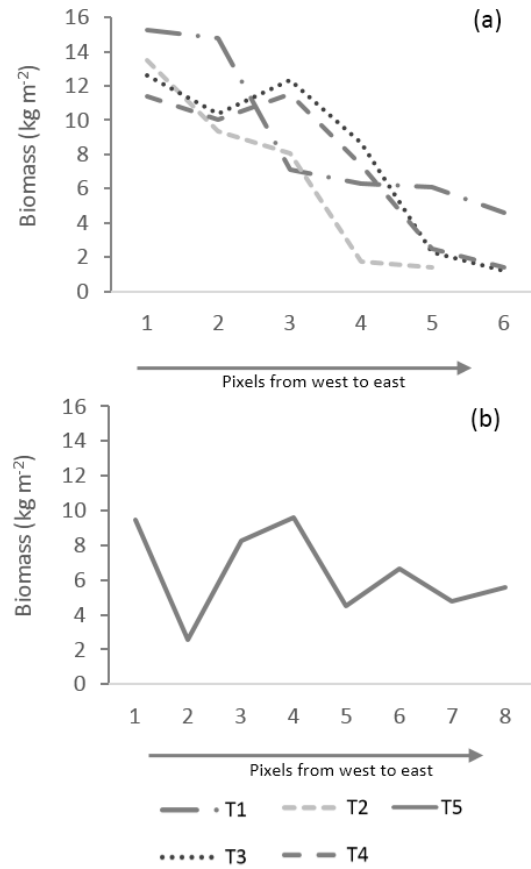 (a)
Biomass (kg m⁻²)
16
14
12
10
8
6
4
2
0
1 2 3 4 5 6
Pixels from west to east
(b)
Biomass (kg m⁻²)
16
14
12
10
8
6
4
2
0
1 2 3 4 5 6 7 8
Pixels from west to east
T1 T2 T5
T3 T4